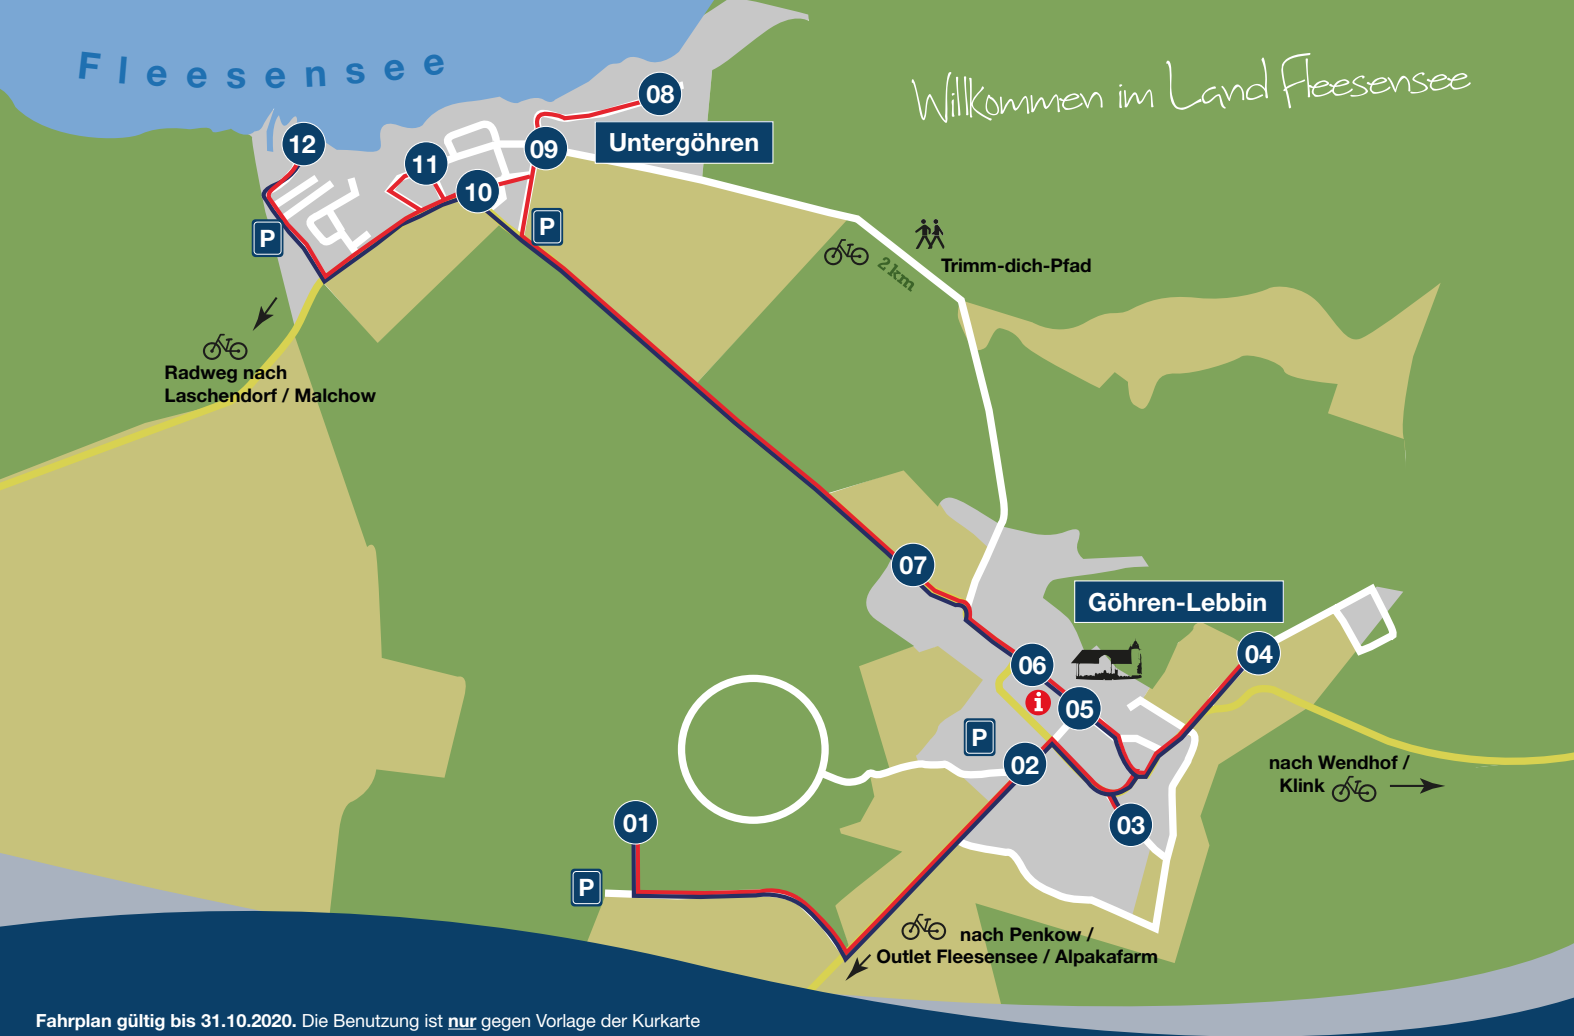 Fleesensee
Willkommen im Land Fleesensee
08
12
09
Untergöhren
11
10
P
P
2 km
Trimm-dich-Pfad
Radweg nach
Laschendorf / Malchow
07
Göhren-Lebbin
06
04
i
05
P
02
nach Wendhof /
Klink
01
03
P
nach Penkow /
Outlet Fleesensee / Alpakafarm
Fahrplan gültig bis 31.10.2020. Die Benutzung ist nur gegen Vorlage der Kurkarte